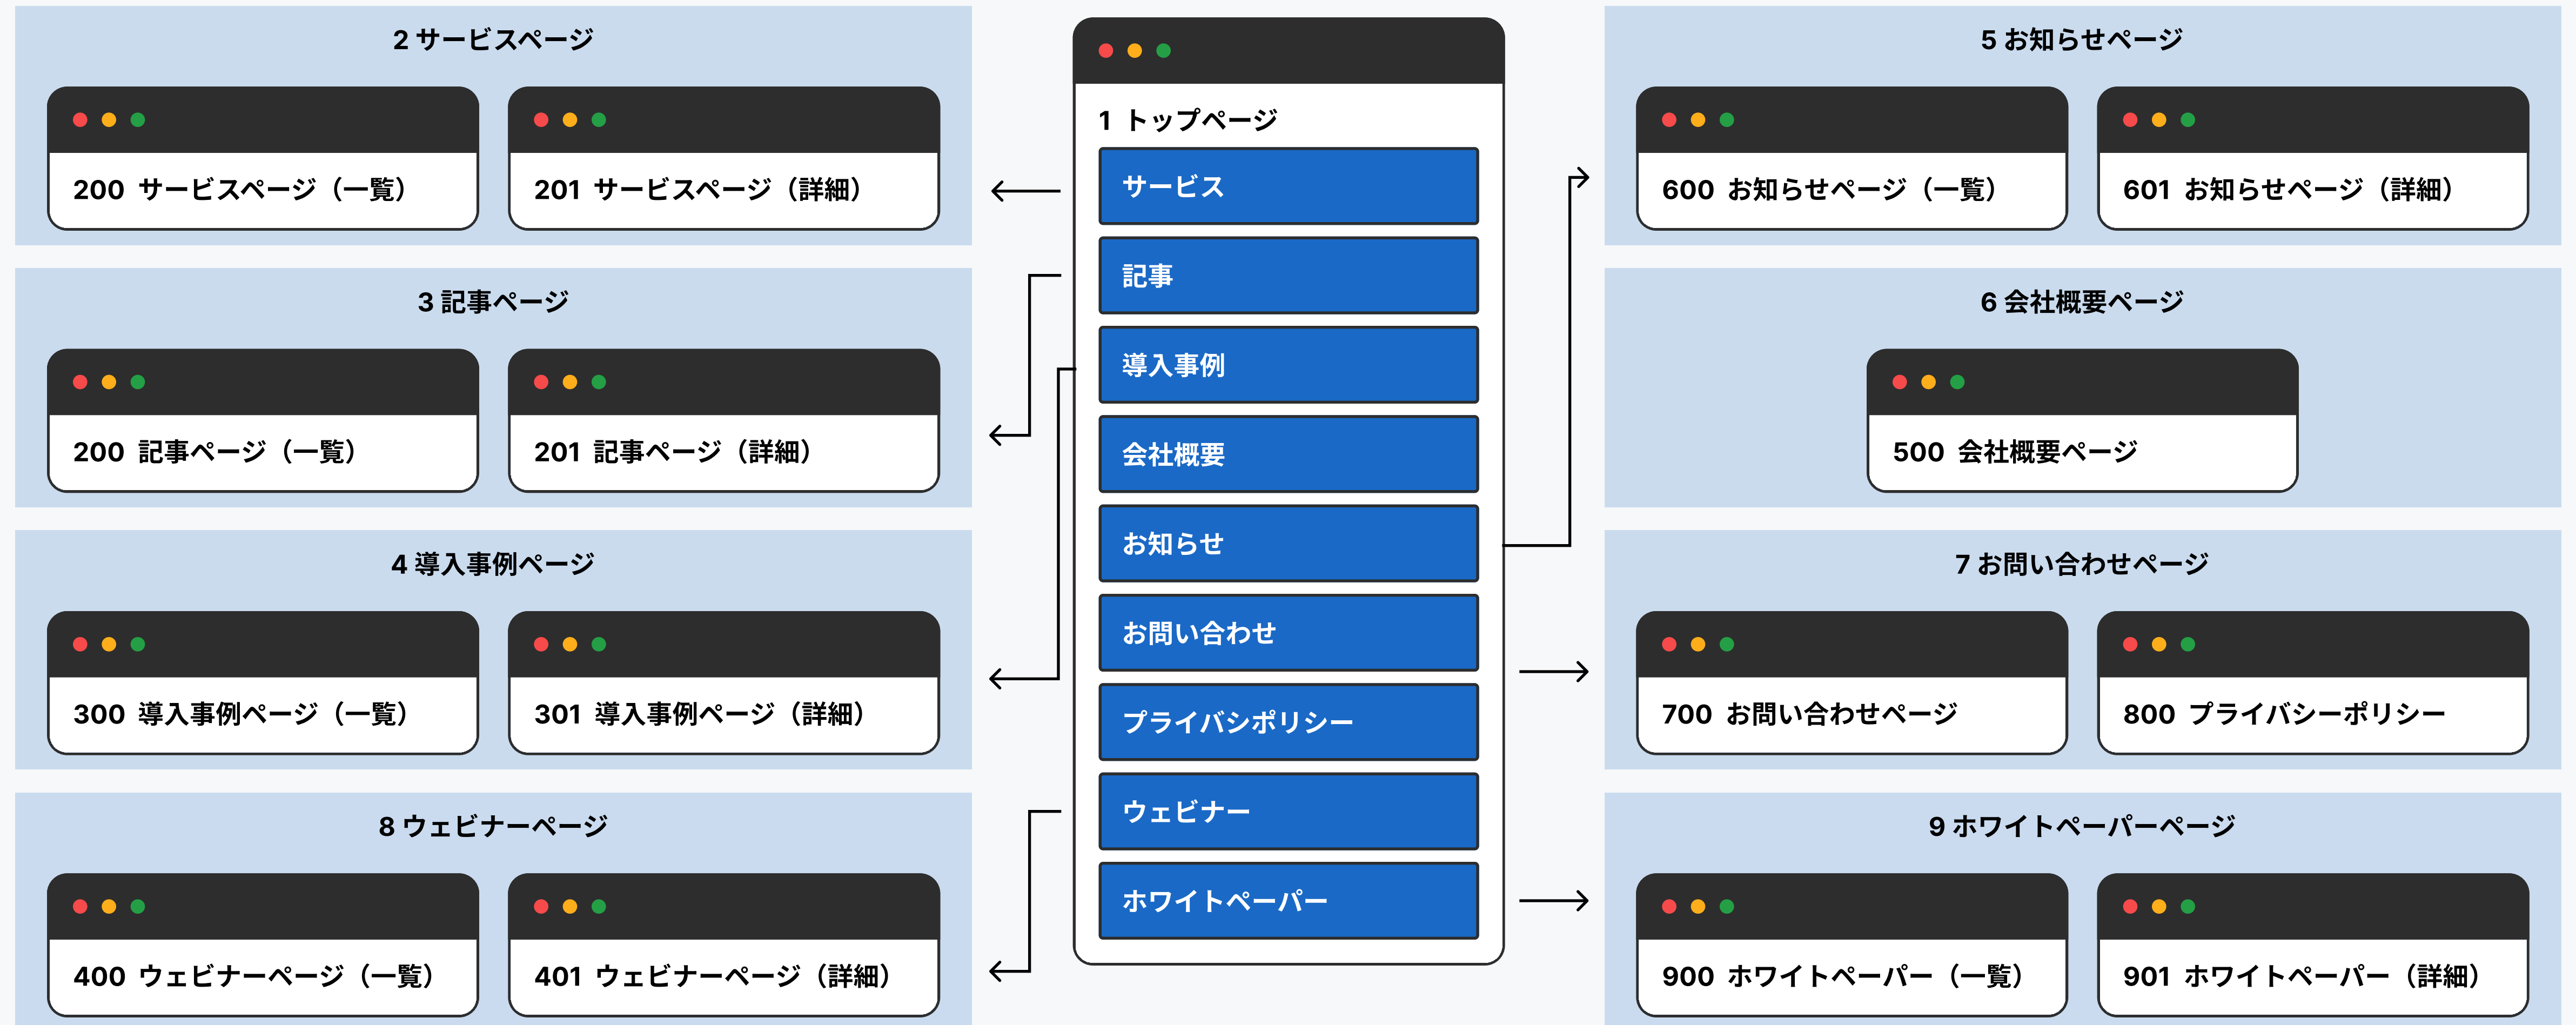 2 サービスページ
200 サービスページ（一覧）
201 サービスページ（詳細）
3 記事ページ
200 記事ページ（一覧）
201 記事ページ（詳細）
4 導入事例ページ
300 導入事例ページ（一覧）
301 導入事例ページ（詳細）
8 ウェビナーページ
400 ウェビナーページ（一覧）
401 ウェビナーページ（詳細）
1 トップページ
サービス
記事
導入事例
会社概要
お知らせ
お問い合わせ
プライバシポリシー
ウェビナー
ホワイトペーパー
5 お知らせページ
600 お知らせページ（一覧）
601 お知らせページ（詳細）
6 会社概要ページ
500 会社概要ページ
7 お問い合わせページ
700 お問い合わせページ
800 プライバシーポリシー
9 ホワイトペーパーページ
900 ホワイトペーパー（一覧）
901 ホワイトペーパー（詳細）